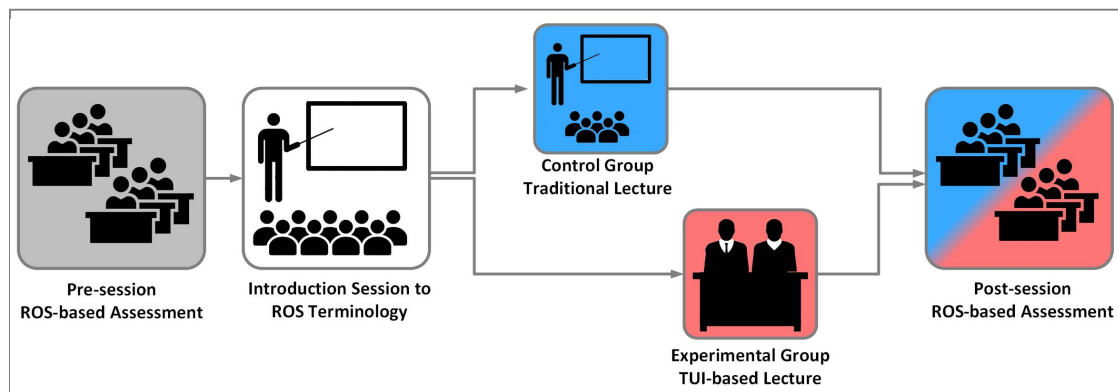 Pre-session
ROS-based Assessment
Introduction Session to
ROS Terminology
Control Group
Traditional Lecture
Experimental Group
TUI-based Lecture
Post-session
ROS-based Assessment